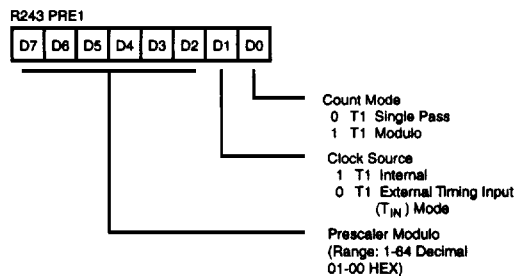 R243 PRE1
D7 D6 D5 D4 D3 D2 D1 D0
Count Mode
0 T1 Single Pass
1 T1 Modulo
Clock Source
1 T1 Internal
0 T1 External Timing Input
(TIN) Mode
Prescaler Modulo
(Range: 1-64 Decimal
01-00 HEX)